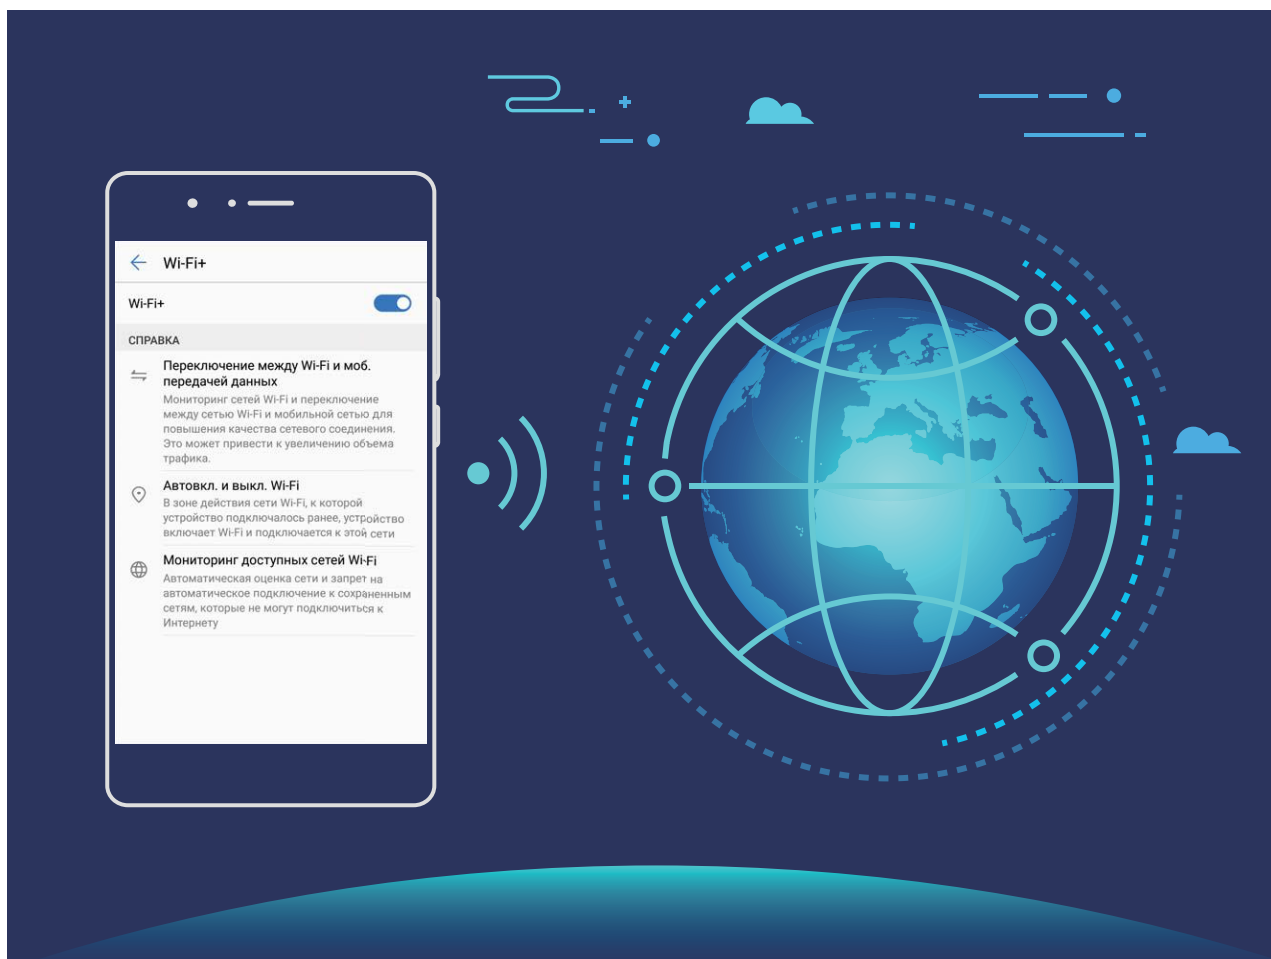 Wi-Fi+
Wi-Fi+
СПРАВКА
Переключение между Wi-Fi и моб.
передачей данных
Мониторинг сетей Wi-Fi и переключение
между сетью Wi-Fi и мобильной сетью для
повышения качества сетевого соединения.
Это может привести к увеличению объема
трафика.
Автовкл. и выкл. Wi-Fi
В зоне действия сети Wi-Fi, к которой
устройство подключалось ранее, устройство
включает Wi-Fi и подключается к этой сети
Мониторинг доступных сетей Wi-Fi
Автоматическая оценка сети и запрет на
автоматическое подключение к сохраненным
сетям, которые не могут подключиться к
Интернету